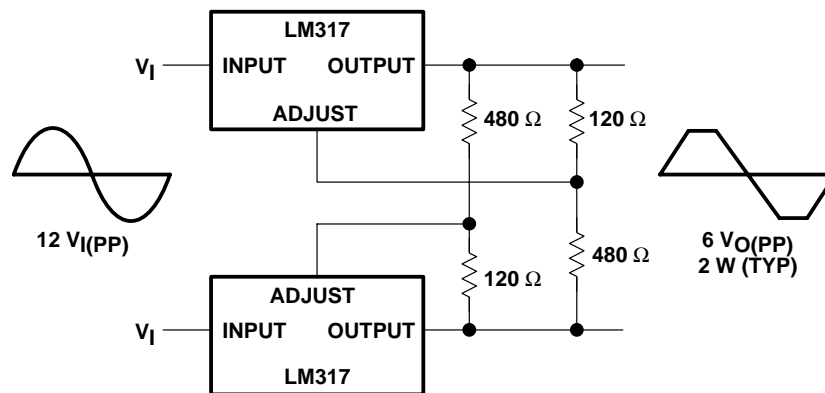 LM317
V_I INPUT OUTPUT
ADJUST
480 Ω 120 Ω
12 V_I(PP)
6 V_O(PP)
2 W (TYP)
120 Ω 480 Ω
ADJUST
V_I INPUT OUTPUT
LM317